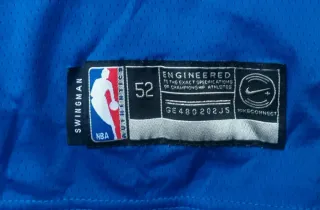 SWINGMAN
NBA
AUTHENTICS
52
ENGINEERED
TO THE EXACT SPECIFICATIONS
OF CHAMPIONSHIP ATHLETES
NIKECONNECT